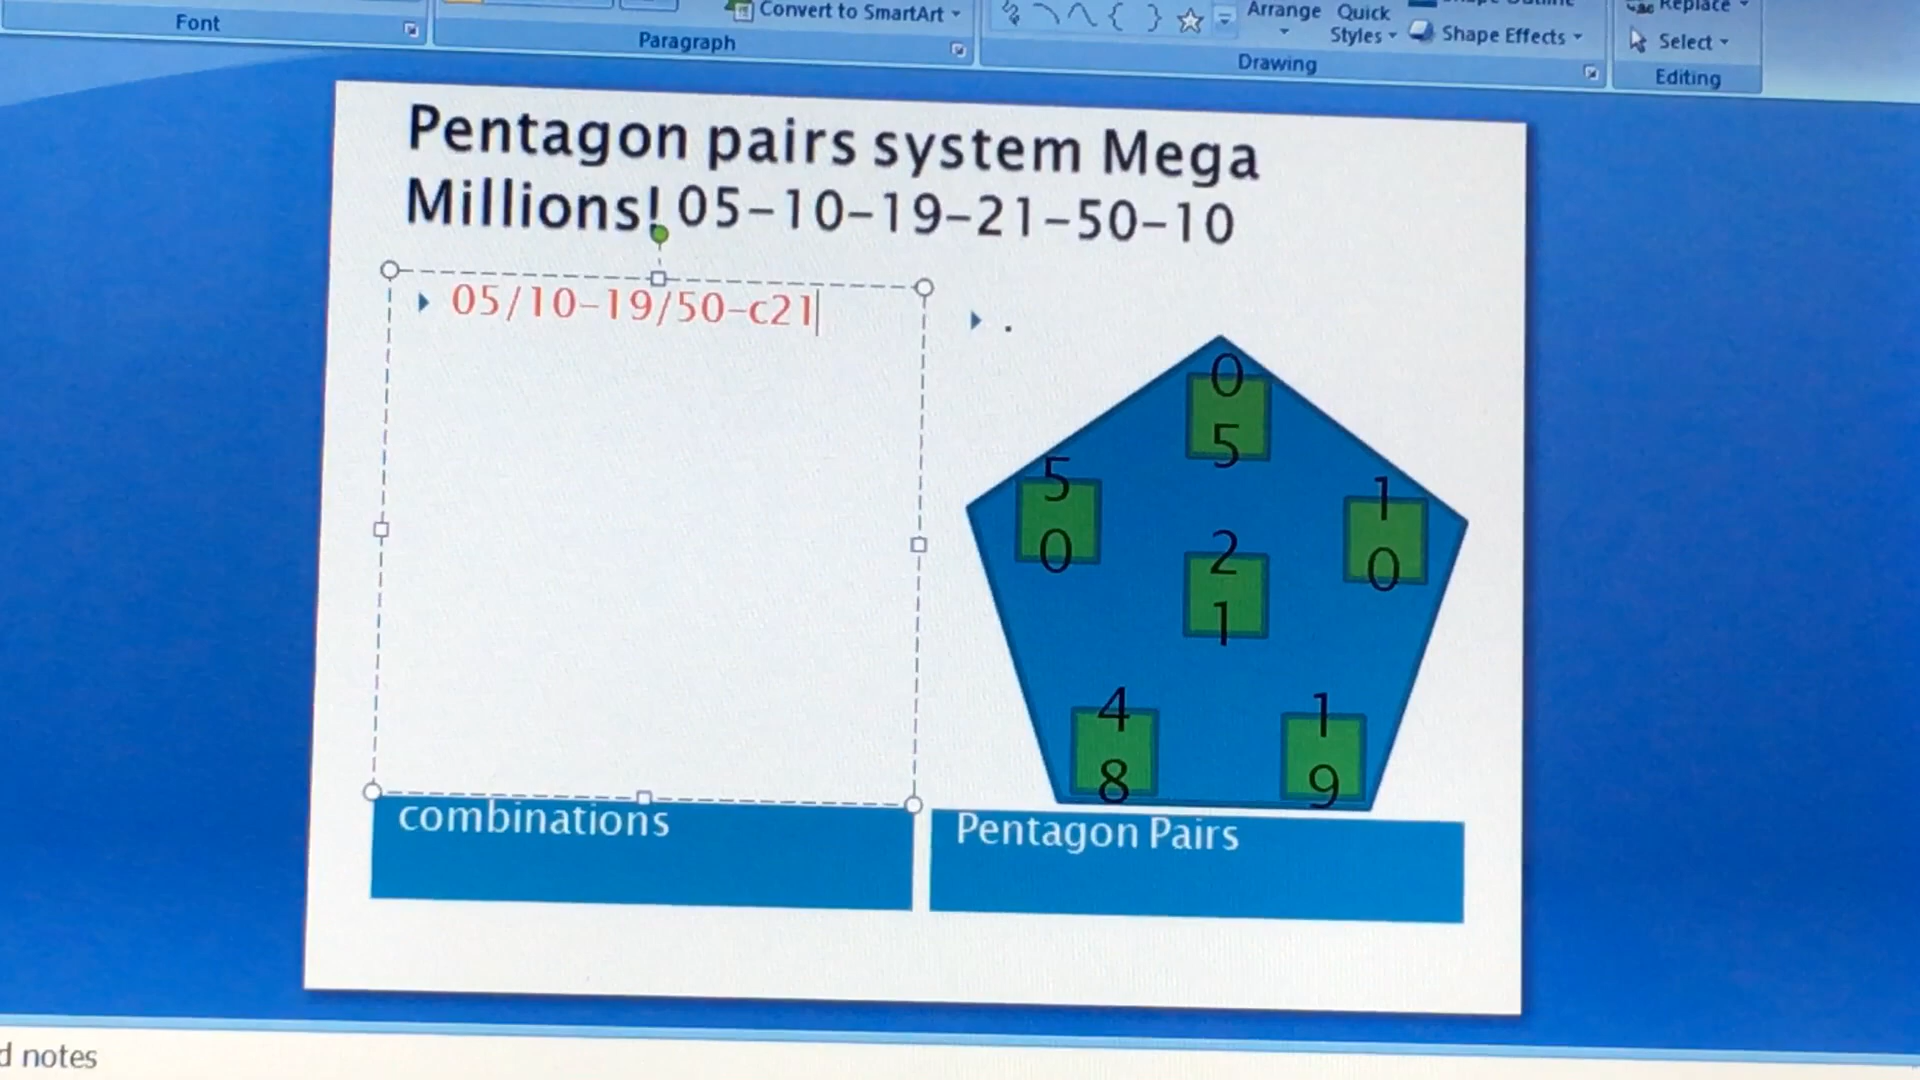 Convert to SmartArt
Arrange
Quick
Styles
Shape Effects
Replace
Select
Font
Paragraph
Drawing
Editing
Pentagon pairs system Mega
Millions! 05-10-19-21-50-10
05/10-19/50-c21
.
0
5
5
0
1
0
2
1
4
8
1
9
combinations
Pentagon Pairs
d notes